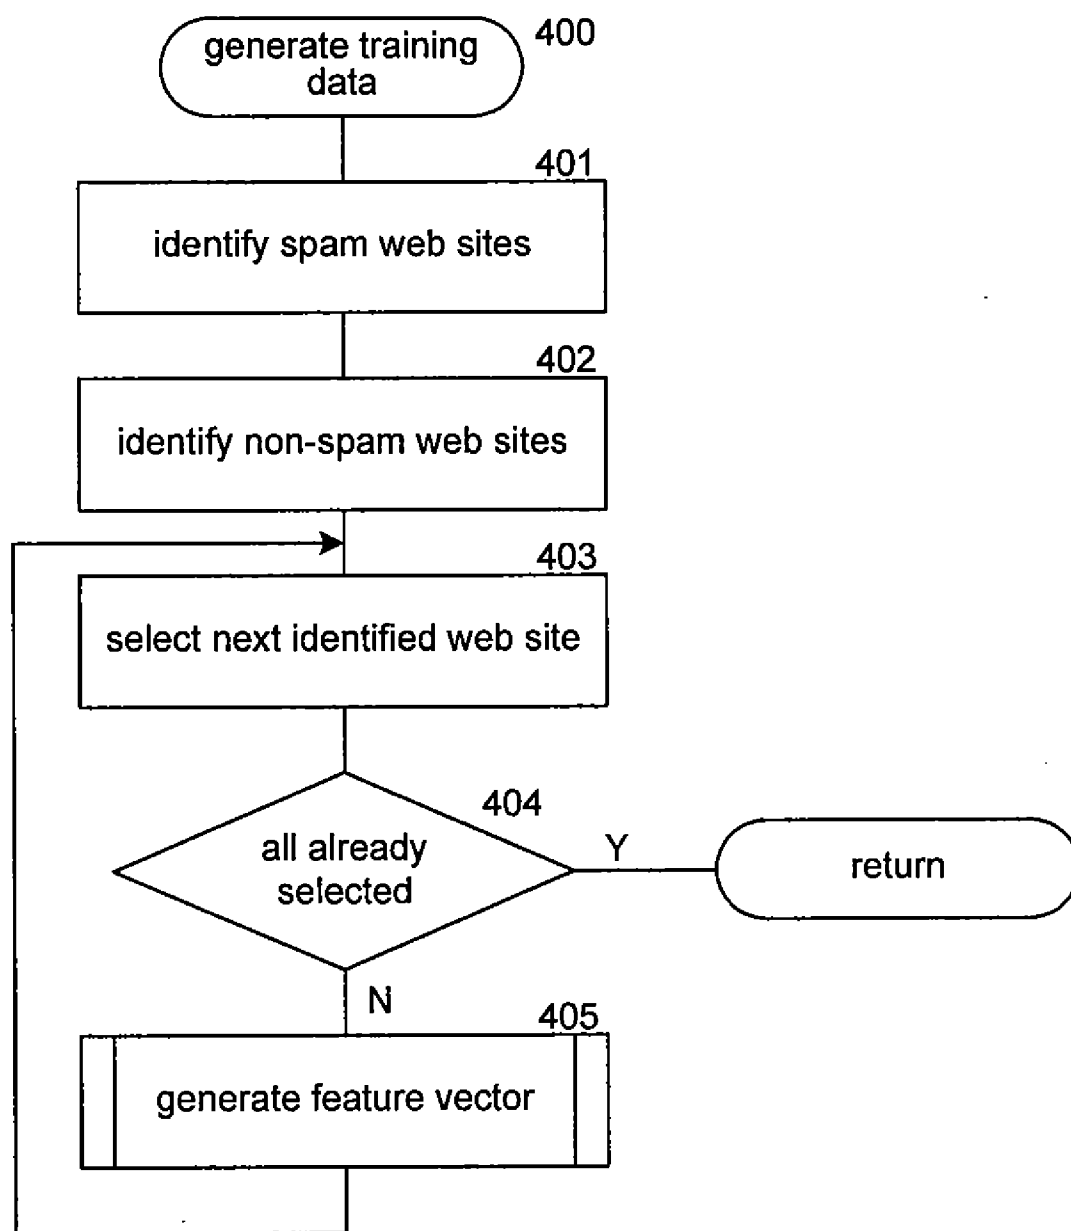 generate training
data
400
401
identify spam web sites
402
identify non-spam web sites
403
select next identified web site
404
all already
selected
Y
return
N
405
generate feature vector